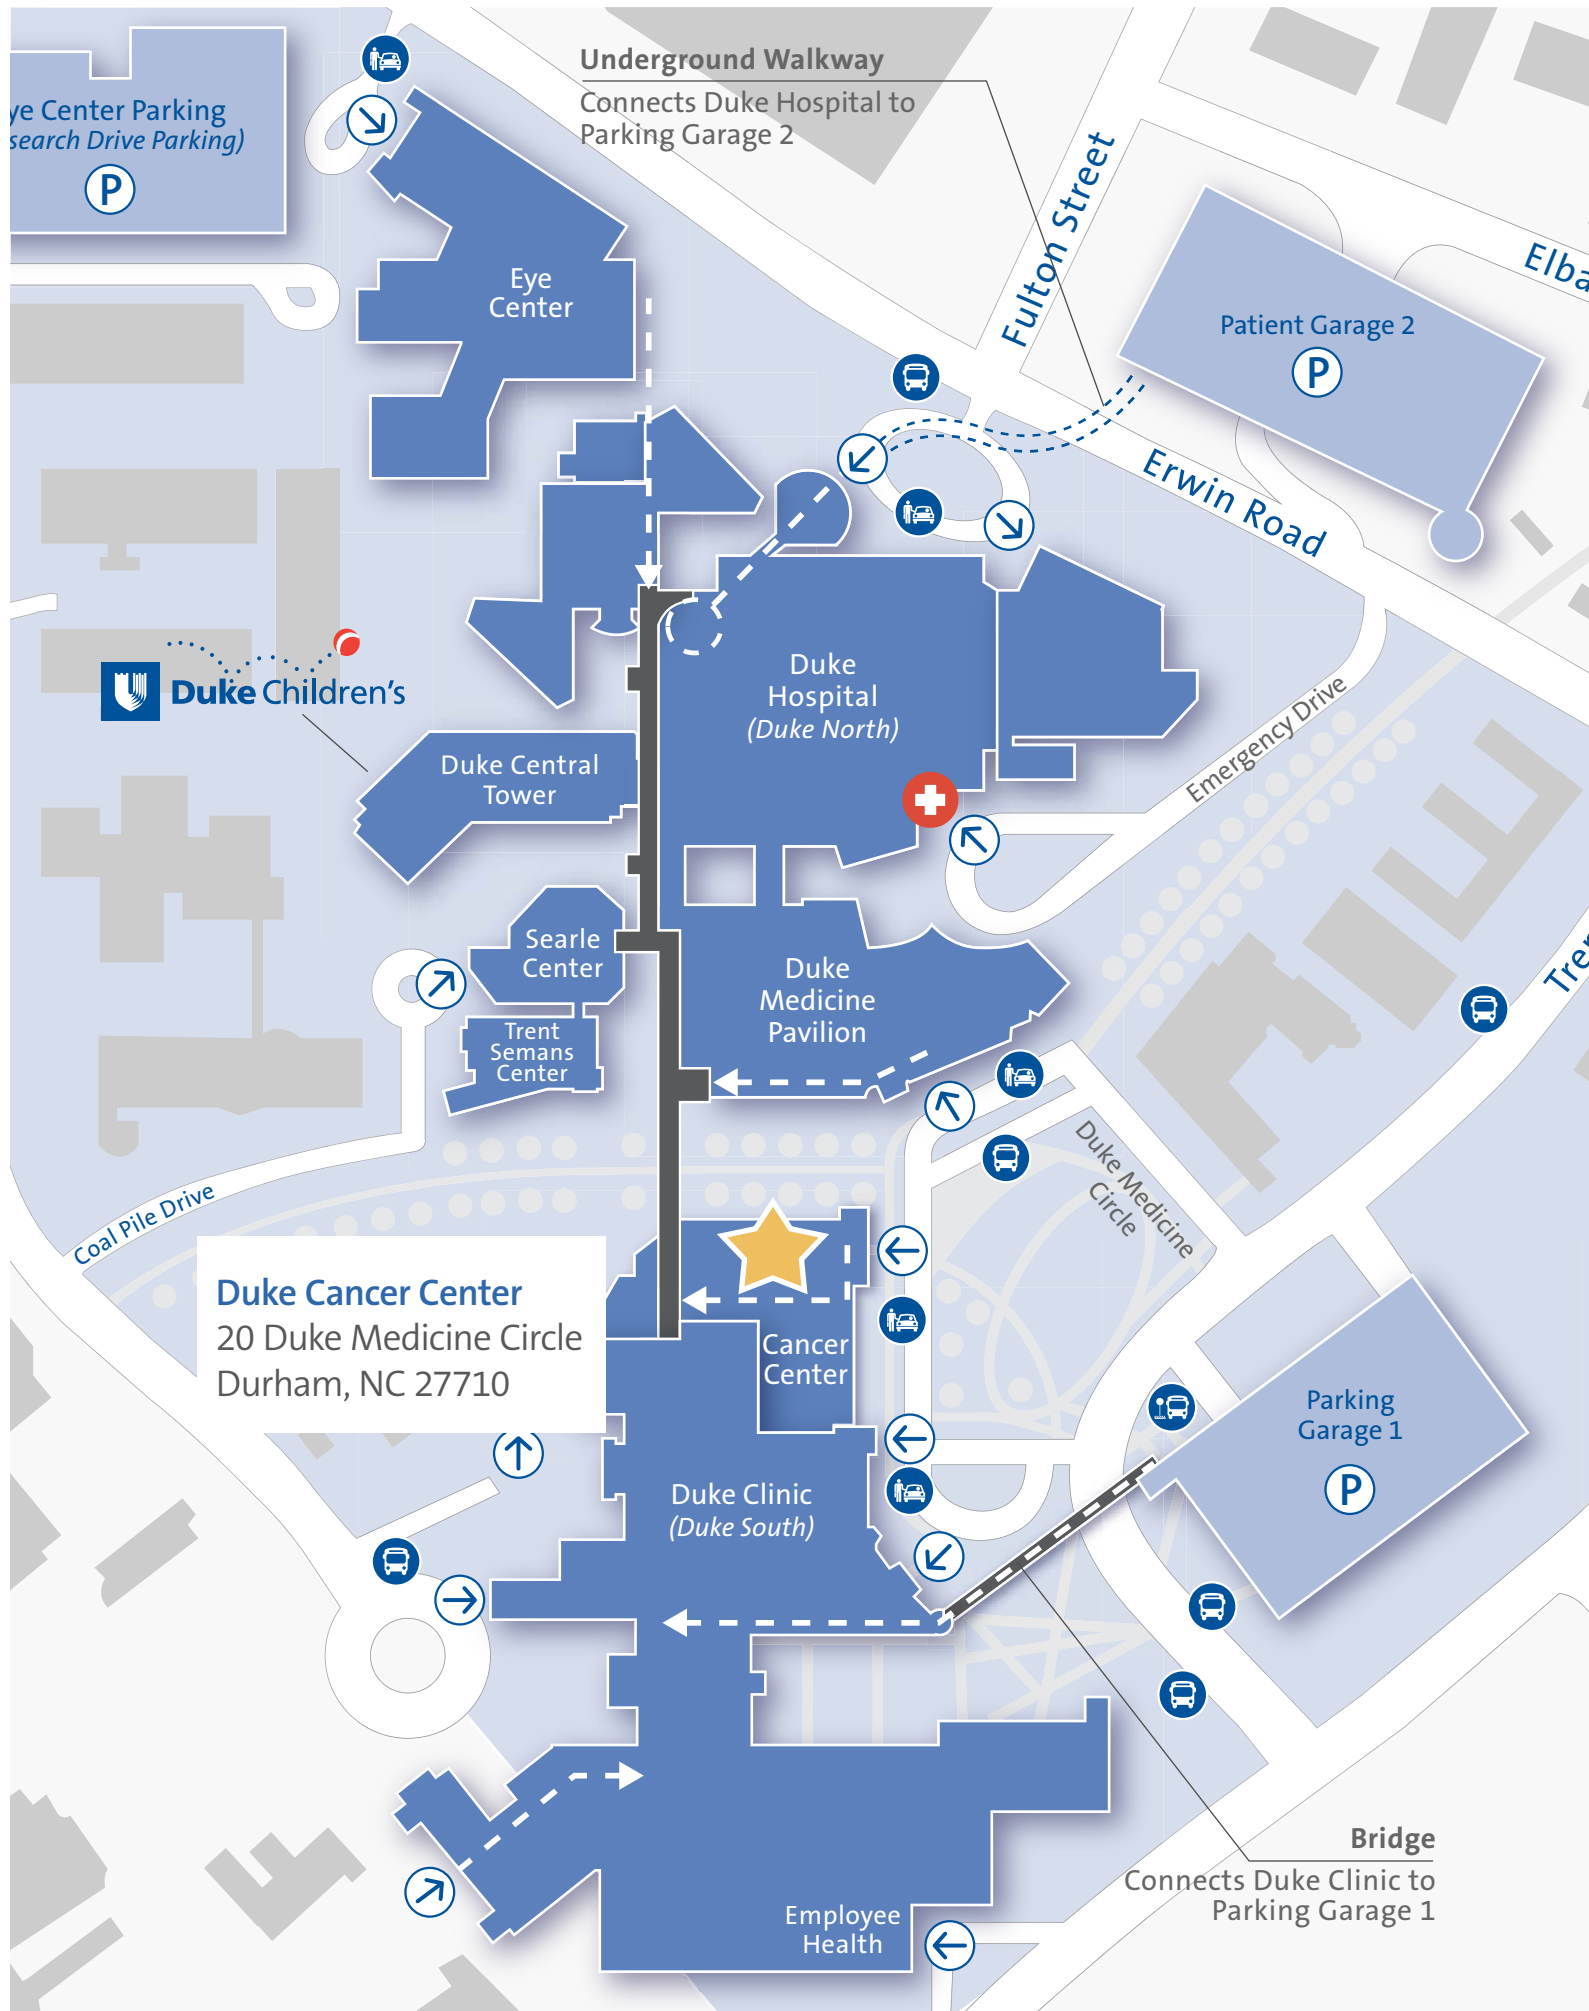 Underground Walkway
Connects Duke Hospital to
Parking Garage 2
ye Center Parking
search Drive Parking)
P
Fulton Street
Elba
Eye
Center
Patient Garage 2
P
Erwin Road
Duke Children's
Duke
Hospital
(Duke North)
Emergency Drive
Duke Central
Tower
Searle
Center
Duke
Medicine
Pavilion
Tren
Trent
Semans
Center
Duke Medicine
Circle
Coal Pile Drive
Duke Cancer Center
20 Duke Medicine Circle
Durham, NC 27710
Cancer
Center
Parking
Garage 1
P
Duke Clinic
(Duke South)
Bridge
Connects Duke Clinic to
Parking Garage 1
Employee
Health